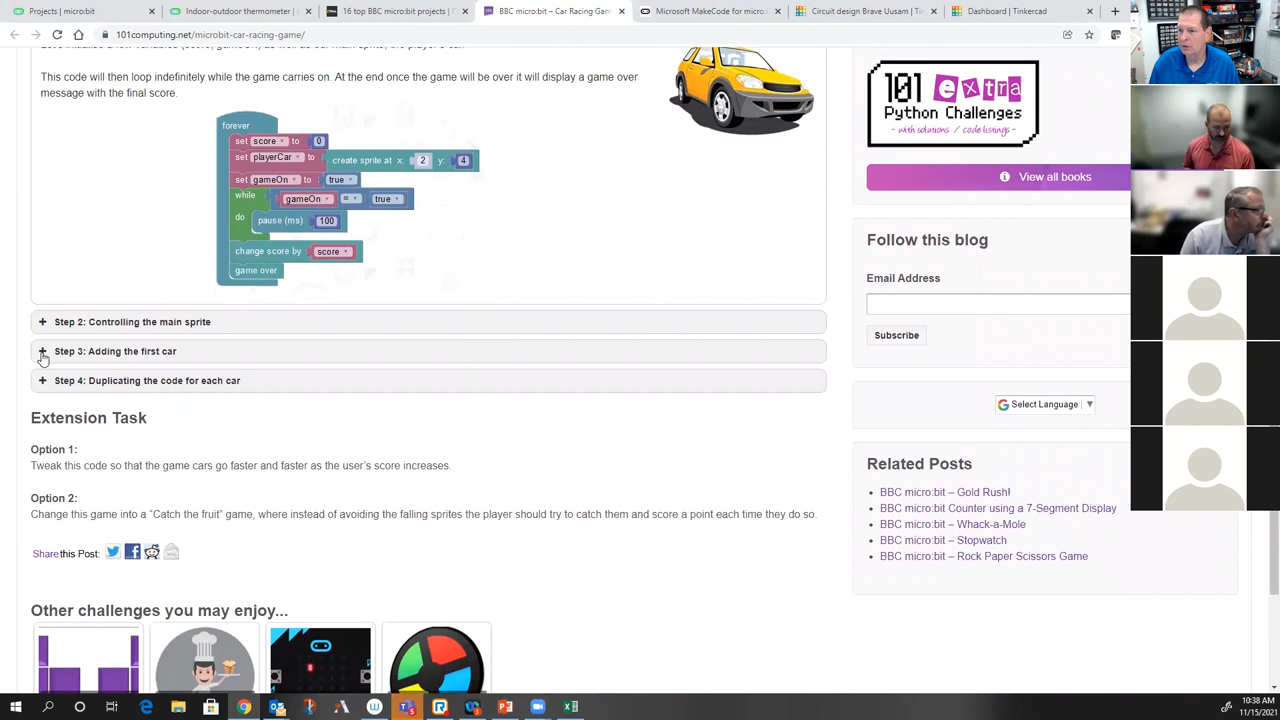 Projects | micro:bit
Indoor-outdoor thermometer |
16 top BBC micro:bit projects |
BBC micro:bit – Car Racing Gam
Microsoft MakeCode for micro:
Circuit design Brave Uusam
Dashboard | Tinkercad
101computing.net/microbit-car-racing-game/
This code will then loop indefinitely while the game carries on. At the end once the game will be over it will display a game over
message with the final score.
forever
set score to 0
set playerCar to create sprite at x: 2 y: 4
set gameOn to true
while gameOn = true
do pause (ms) 100
change score by score
game over
Step 2: Controlling the main sprite
Step 3: Adding the first car
Step 4: Duplicating the code for each car
Extension Task
Option 1:
Tweak this code so that the game cars go faster and faster as the user's score increases.
Option 2:
Change this game into a “Catch the fruit” game, where instead of avoiding the falling sprites the player should try to catch them and score a point each time they do so.
Share this Post:
Other challenges you may enjoy...
101 extra
Python Challenges
- with solutions / code listings -
View all books
Follow this blog
Email Address
Subscribe
Select Language
Related Posts
BBC micro:bit – Gold Rush!
BBC micro:bit Counter using a 7-Segment Display
BBC micro:bit – Whack-a-Mole
BBC micro:bit – Stopwatch
BBC micro:bit – Rock Paper Scissors Game
10:38 AM
11/15/2021